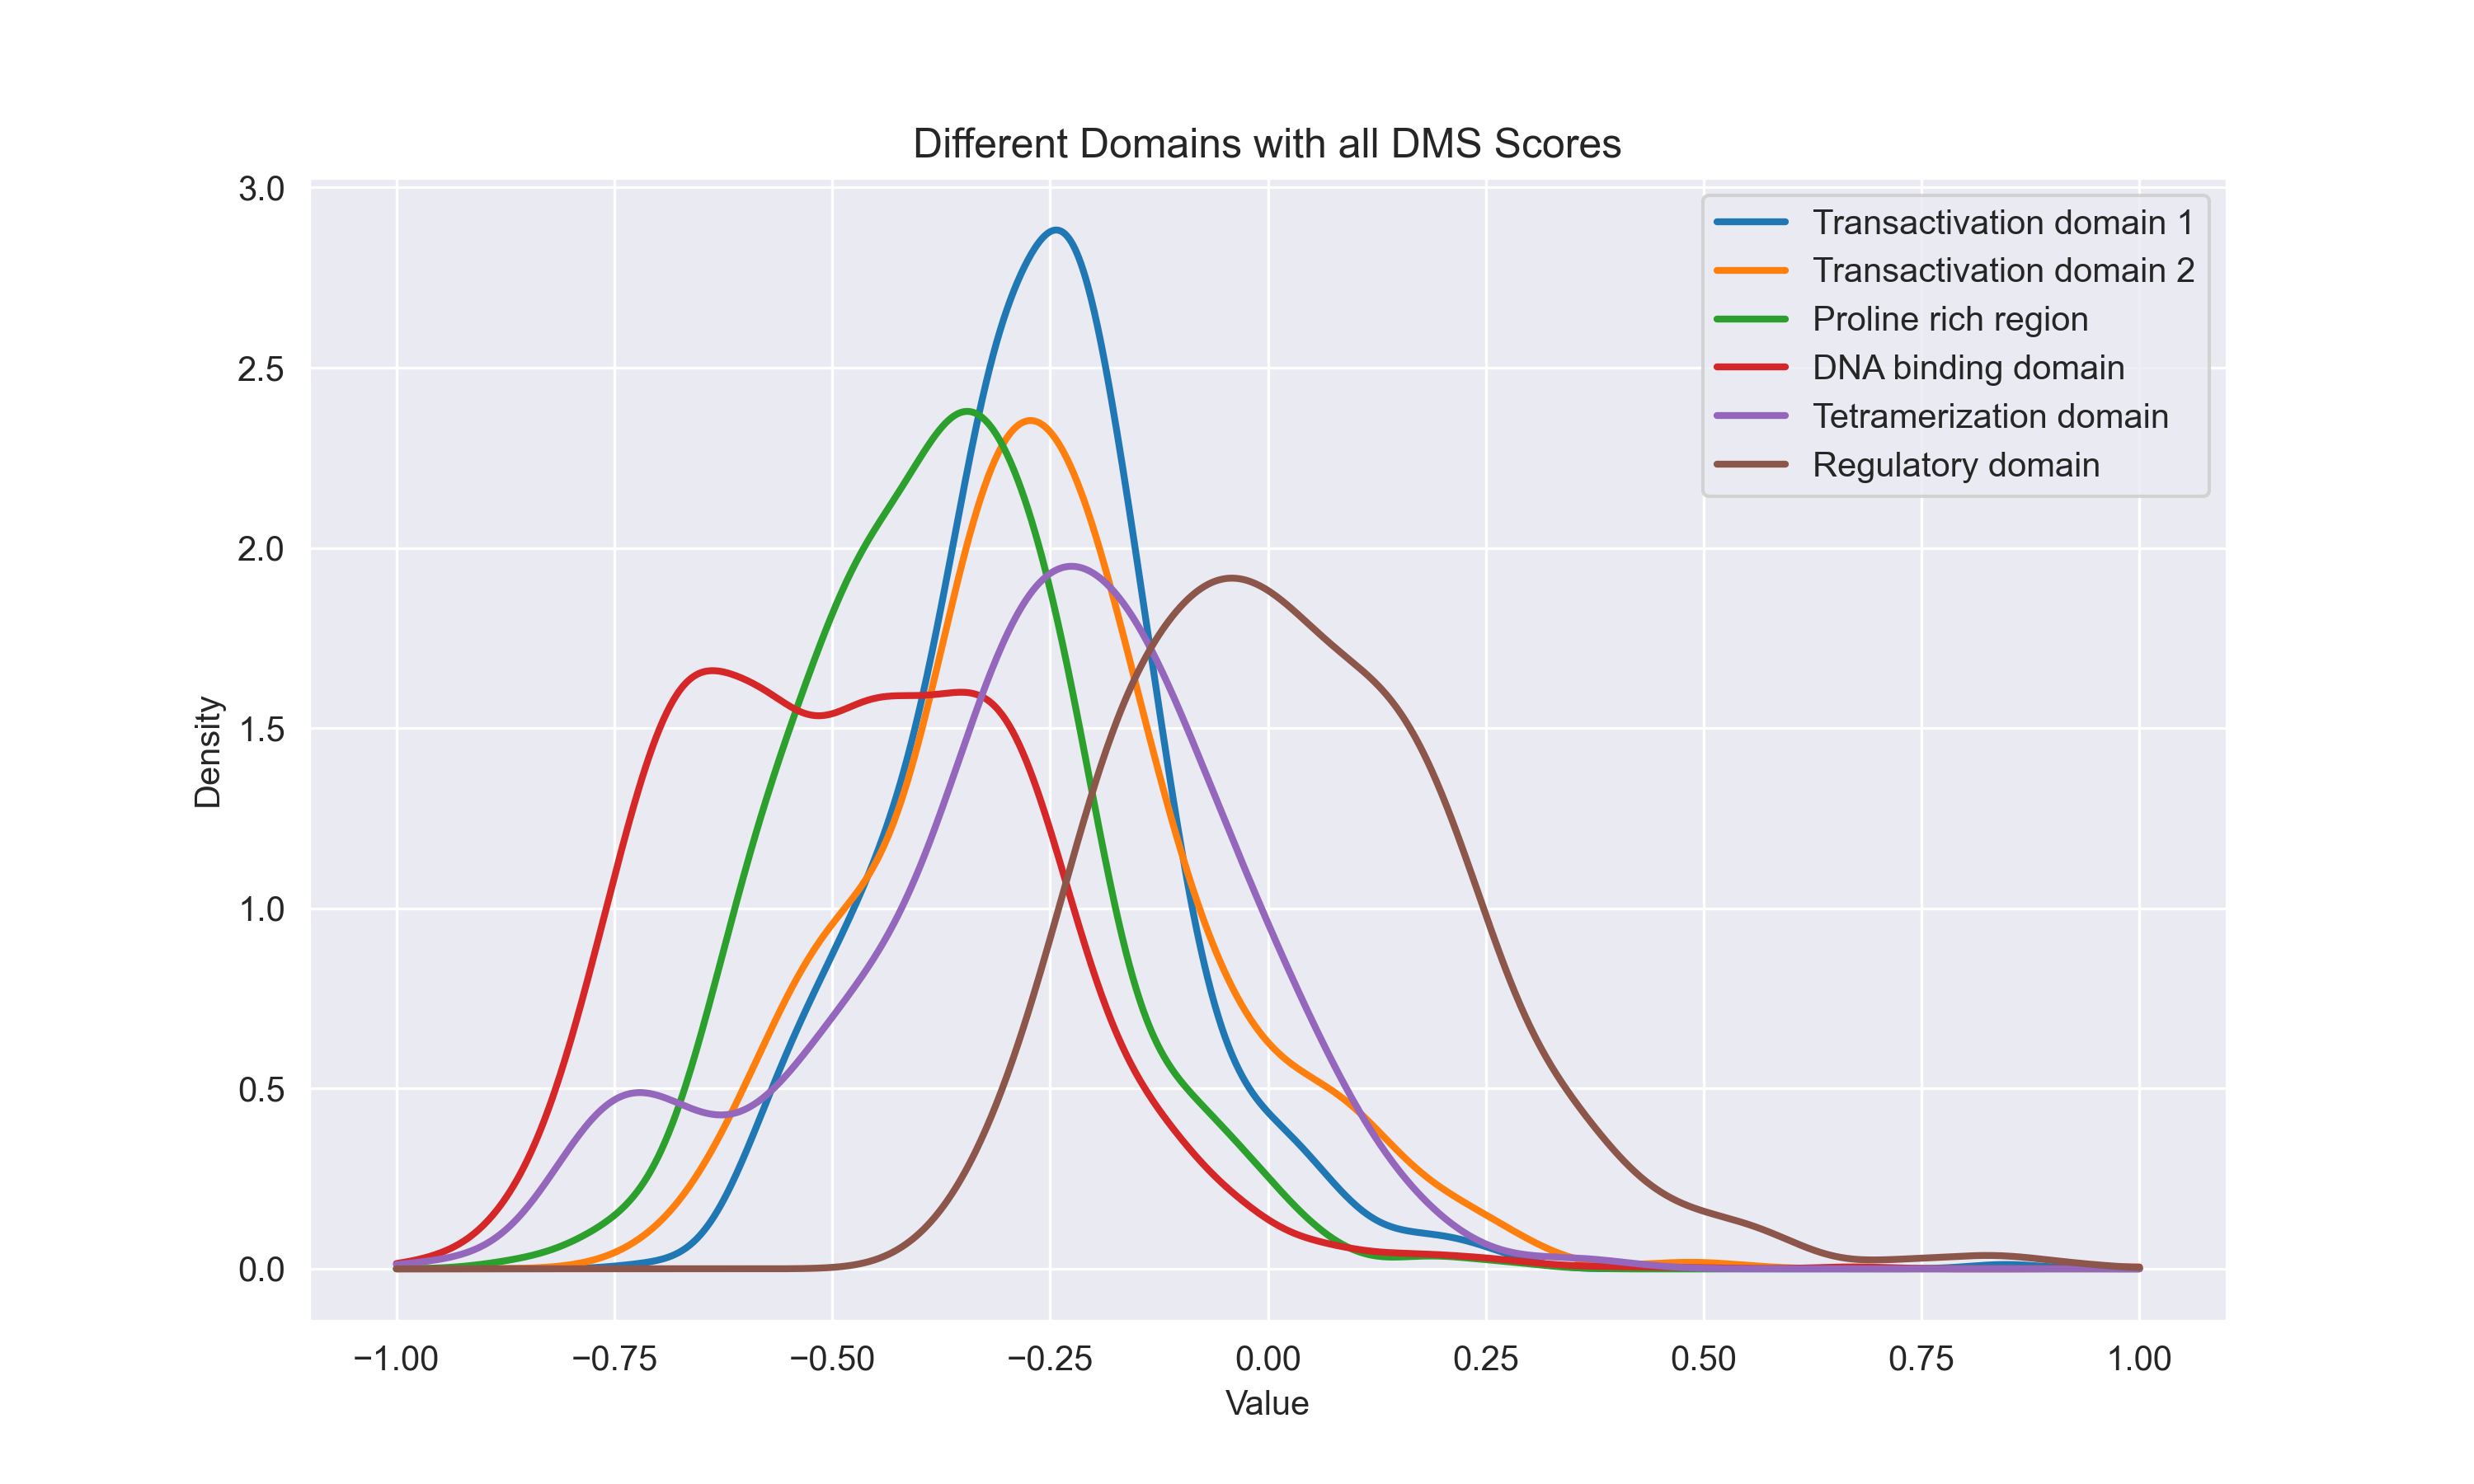 Different Domains with all DMS Scores
3.0
2.5
2.0
1.5
1.0
0.5
0.0
Density
Transactivation domain 1
Transactivation domain 2
Proline rich region
DNA binding domain
Tetramerization domain
Regulatory domain
−1.00 −0.75 −0.50 −0.25 0.00 0.25 0.50 0.75 1.00
Value